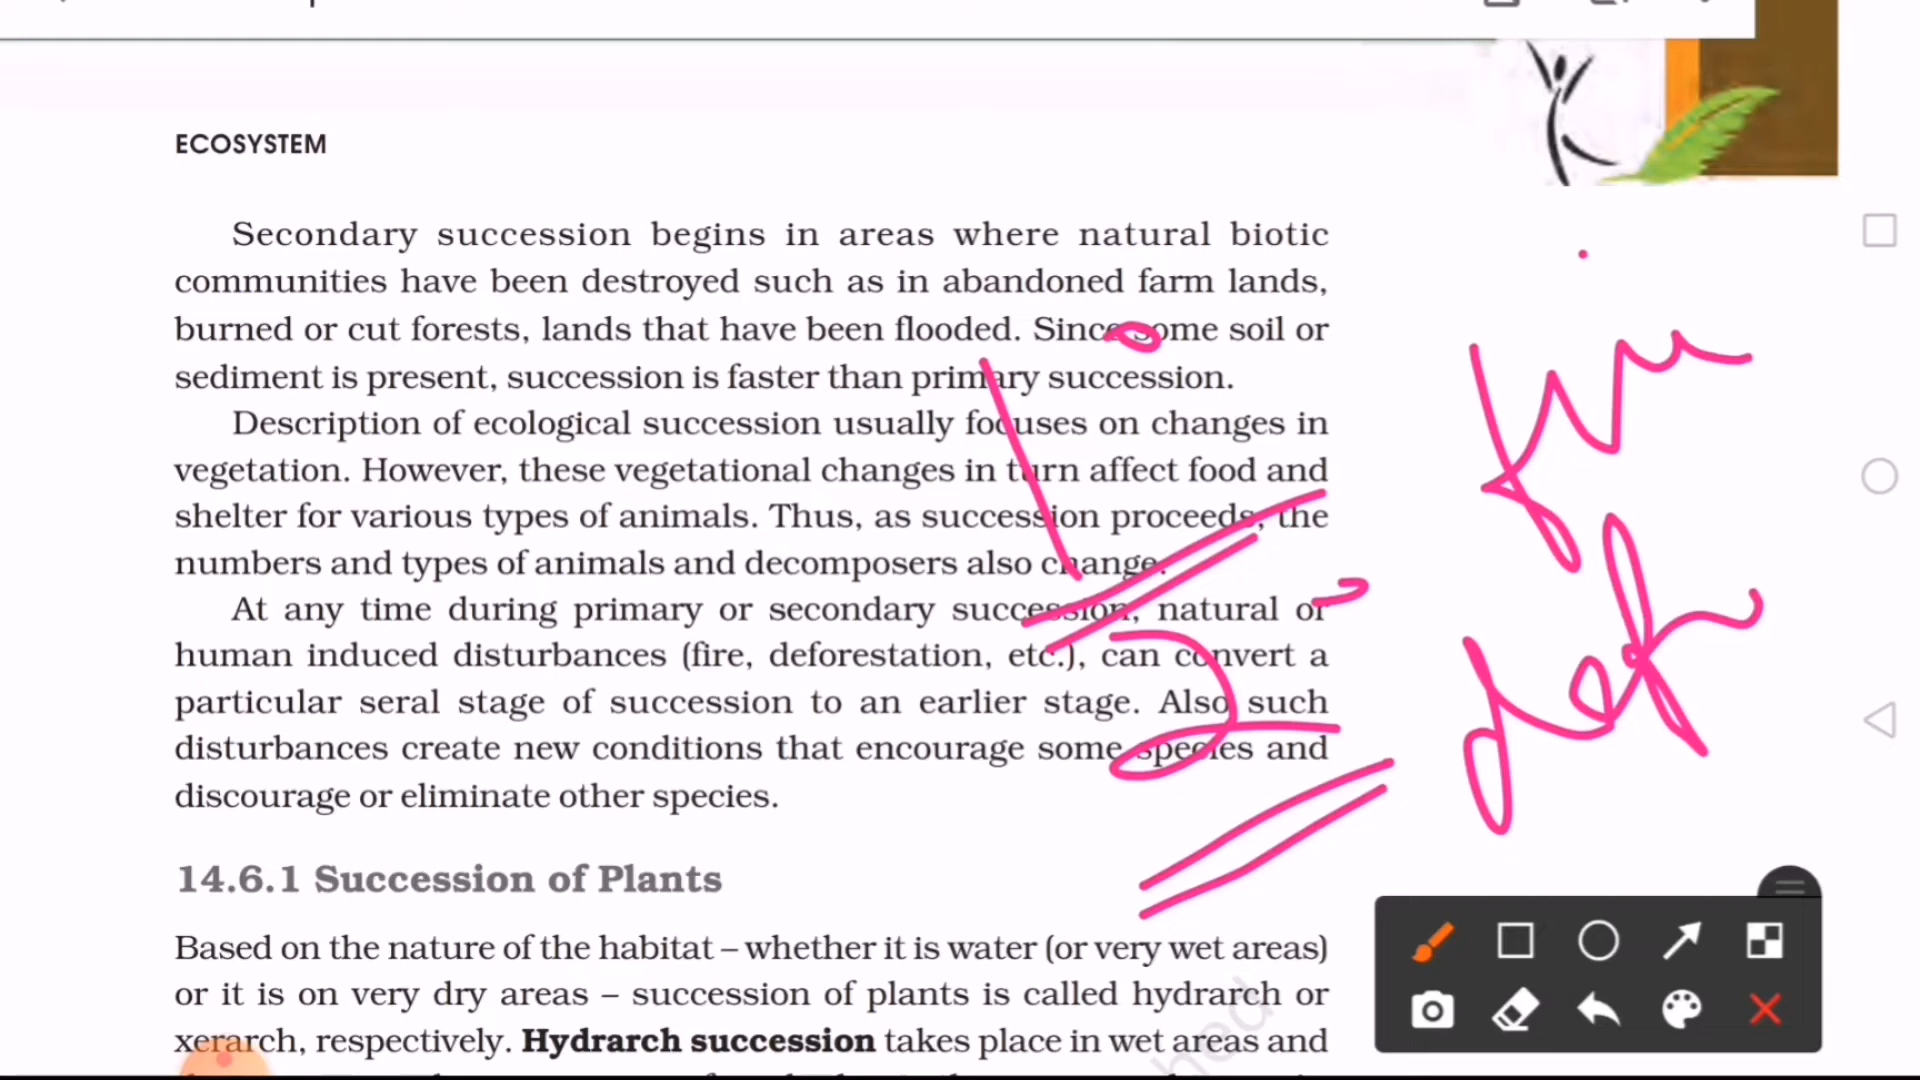 ECOSYSTEM
Secondary succession begins in areas where natural biotic
communities have been destroyed such as in abandoned farm lands,
burned or cut forests, lands that have been flooded. Since some soil or
sediment is present, succession is faster than primary succession.
Description of ecological succession usually focuses on changes in
vegetation. However, these vegetational changes in turn affect food and
shelter for various types of animals. Thus, as succession proceeds, the
numbers and types of animals and decomposers also change.
At any time during primary or secondary succession, natural or
human induced disturbances (fire, deforestation, etc.), can convert a
particular seral stage of succession to an earlier stage. Also such
disturbances create new conditions that encourage some species and
discourage or eliminate other species.
14.6.1 Succession of Plants
Based on the nature of the habitat – whether it is water (or very wet areas)
or it is on very dry areas – succession of plants is called hydrarch or
xerarch, respectively. Hydrarch succession takes place in wet areas and
1°
2°